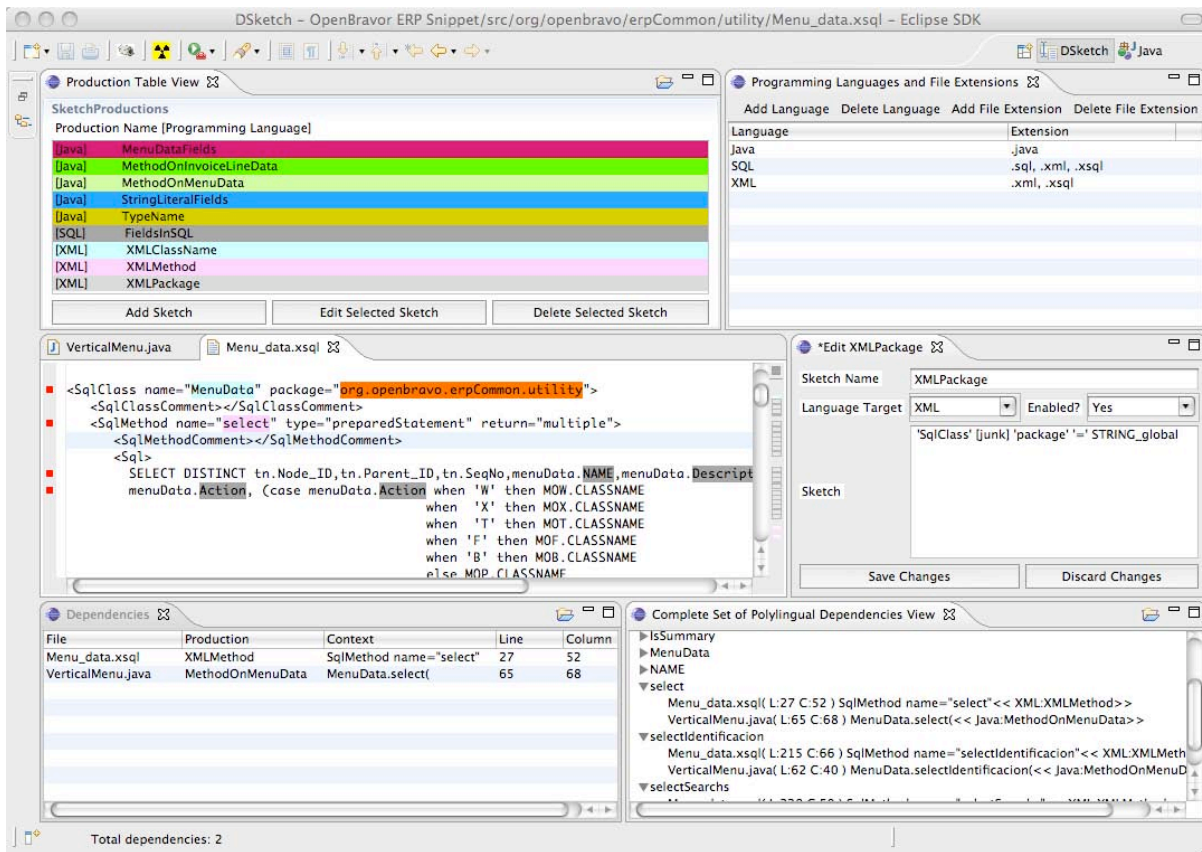 DSketch - OpenBravor ERP Snippet/src/org/openbravo/erpCommon/utility/Menu_data.xsql - Eclipse SDK
DSketch Java
Production Table View
SketchProductions
Production Name [Programming Language]
[Java] MenuDataFields
[Java] MethodOnInvoiceLineData
[Java] MethodOnMenuData
[Java] StringLiteralFields
[Java] TypeName
[SQL] FieldsInSQL
[XML] XMLClassName
[XML] XMLMethod
[XML] XMLPackage
Add Sketch Edit Selected Sketch Delete Selected Sketch
Programming Languages and File Extensions
Add Language Delete Language Add File Extension Delete File Extension
Language Extension
Java .java
SQL .sql, .xml, .xsql
XML .xml, .xsql
VerticalMenu.java Menu_data.xsql
<SqlClass name="MenuData" package="org.openbravo.erpCommon.utility">
<SqlClassComment></SqlClassComment>
<SqlMethod name="select" type="preparedStatement" return="multiple">
<SqlMethodComment></SqlMethodComment>
<Sql>
SELECT DISTINCT tn.Node_ID,tn.Parent_ID,tn.SeqNo,menuData.NAME,menuData.Descript
menuData.Action, (case menuData.Action when 'W' then MOW.CLASSNAME
when 'X' then MOX.CLASSNAME
when 'T' then MOT.CLASSNAME
when 'F' then MOF.CLASSNAME
when 'B' then MOB.CLASSNAME
else MOP.CLASSNAME
*Edit XMLPackage
Sketch Name XMLPackage
Language Target XML Enabled? Yes
'SqlClass' [junk] 'package' '=' STRING_global
Sketch
Save Changes Discard Changes
Dependencies
File Production Context Line Column
Menu_data.xsql XMLMethod SqlMethod name="select" 27 52
VerticalMenu.java MethodOnMenuData MenuData.select( 65 68
Complete Set of Polylingual Dependencies View
IsSummary
MenuData
NAME
select
Menu_data.xsql( L:27 C:52 ) SqlMethod name="select"<< XML:XMLMethod>>
VerticalMenu.java( L:65 C:68 ) MenuData.select(<< Java:MethodOnMenuData>>
selectIdentificacion
Menu_data.xsql( L:215 C:66 ) SqlMethod name="selectIdentificacion"<< XML:XMLMeth
VerticalMenu.java( L:62 C:40 ) MenuData.selectIdentificacion(<< Java:MethodOnMenuD
selectSearchs
Total dependencies: 2